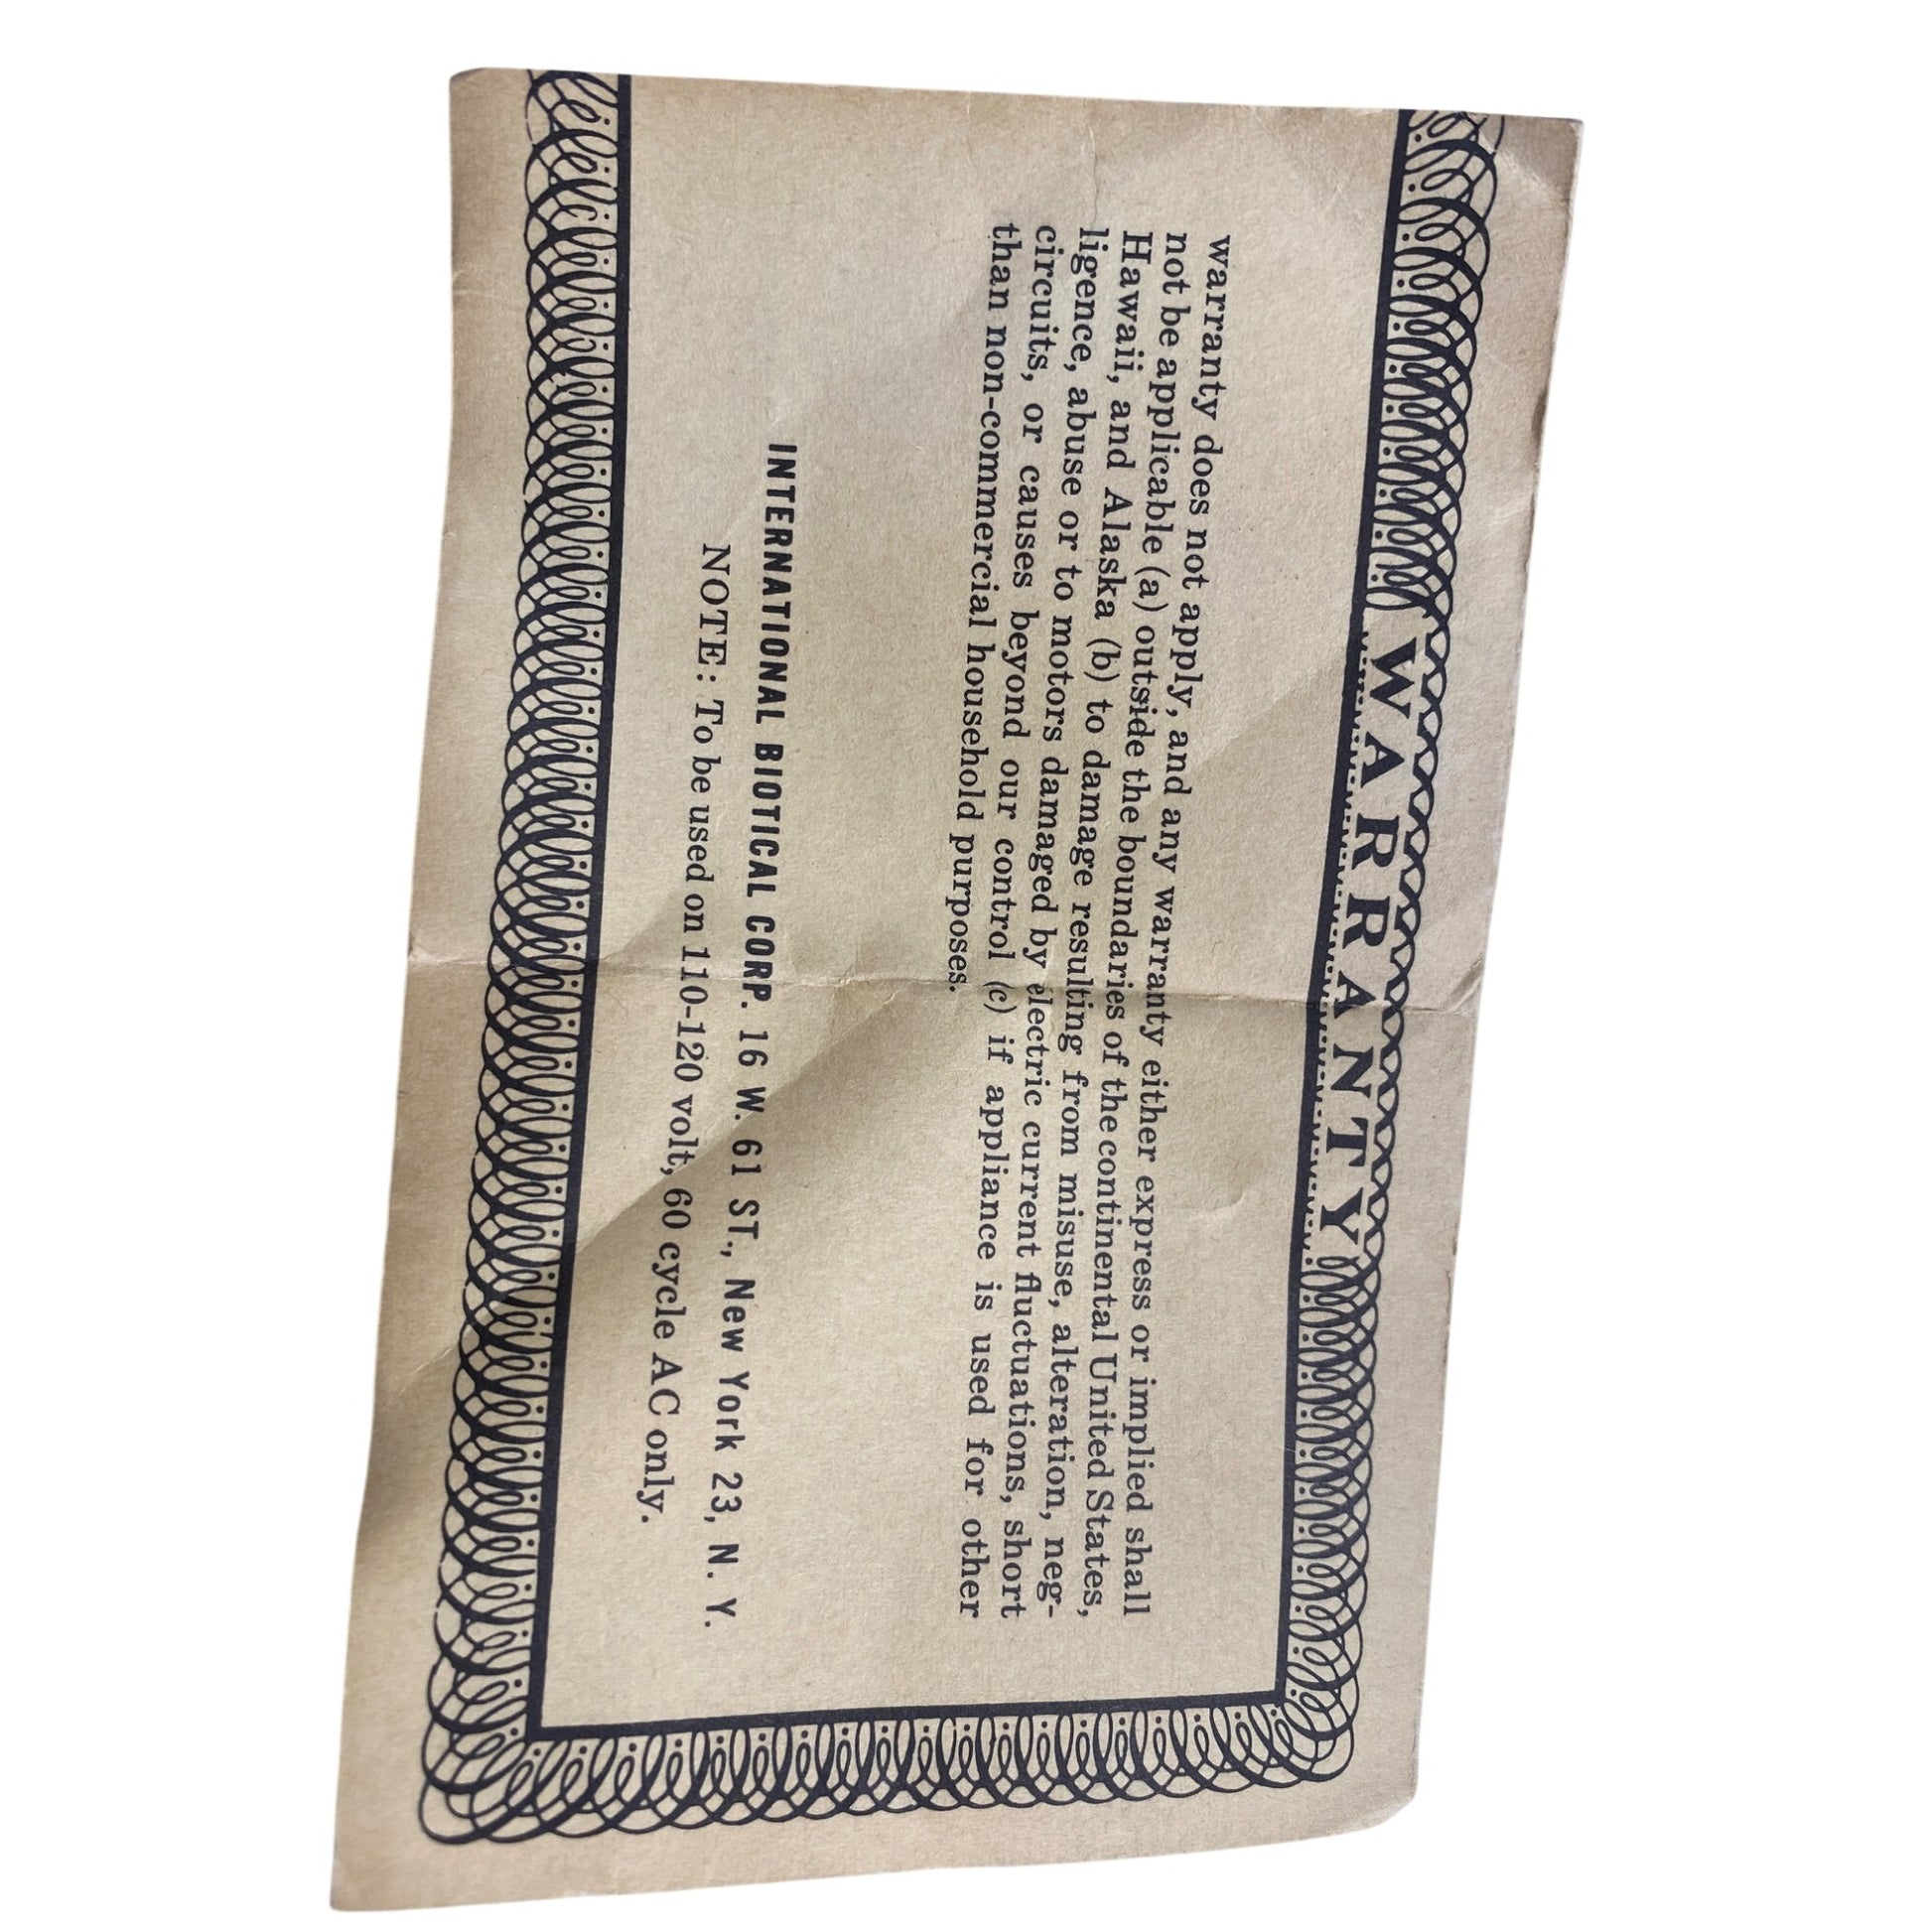 WARRANTY
warranty does not apply, and any warranty either express or implied shall
not be applicable (a) outside the boundaries of the continental United States,
Hawaii, and Alaska (b) to damage resulting from misuse, alteration, neg-
ligence, abuse or to motors damaged by electric current fluctuations, short
circuits, or causes beyond our control (c) if appliance is used for other
than non-commercial household purposes.
INTERNATIONAL BIOTICAL CORP. 16 W. 61 ST., New York 23, N. Y.
NOTE: To be used on 110-120 volt, 60 cycle AC only.